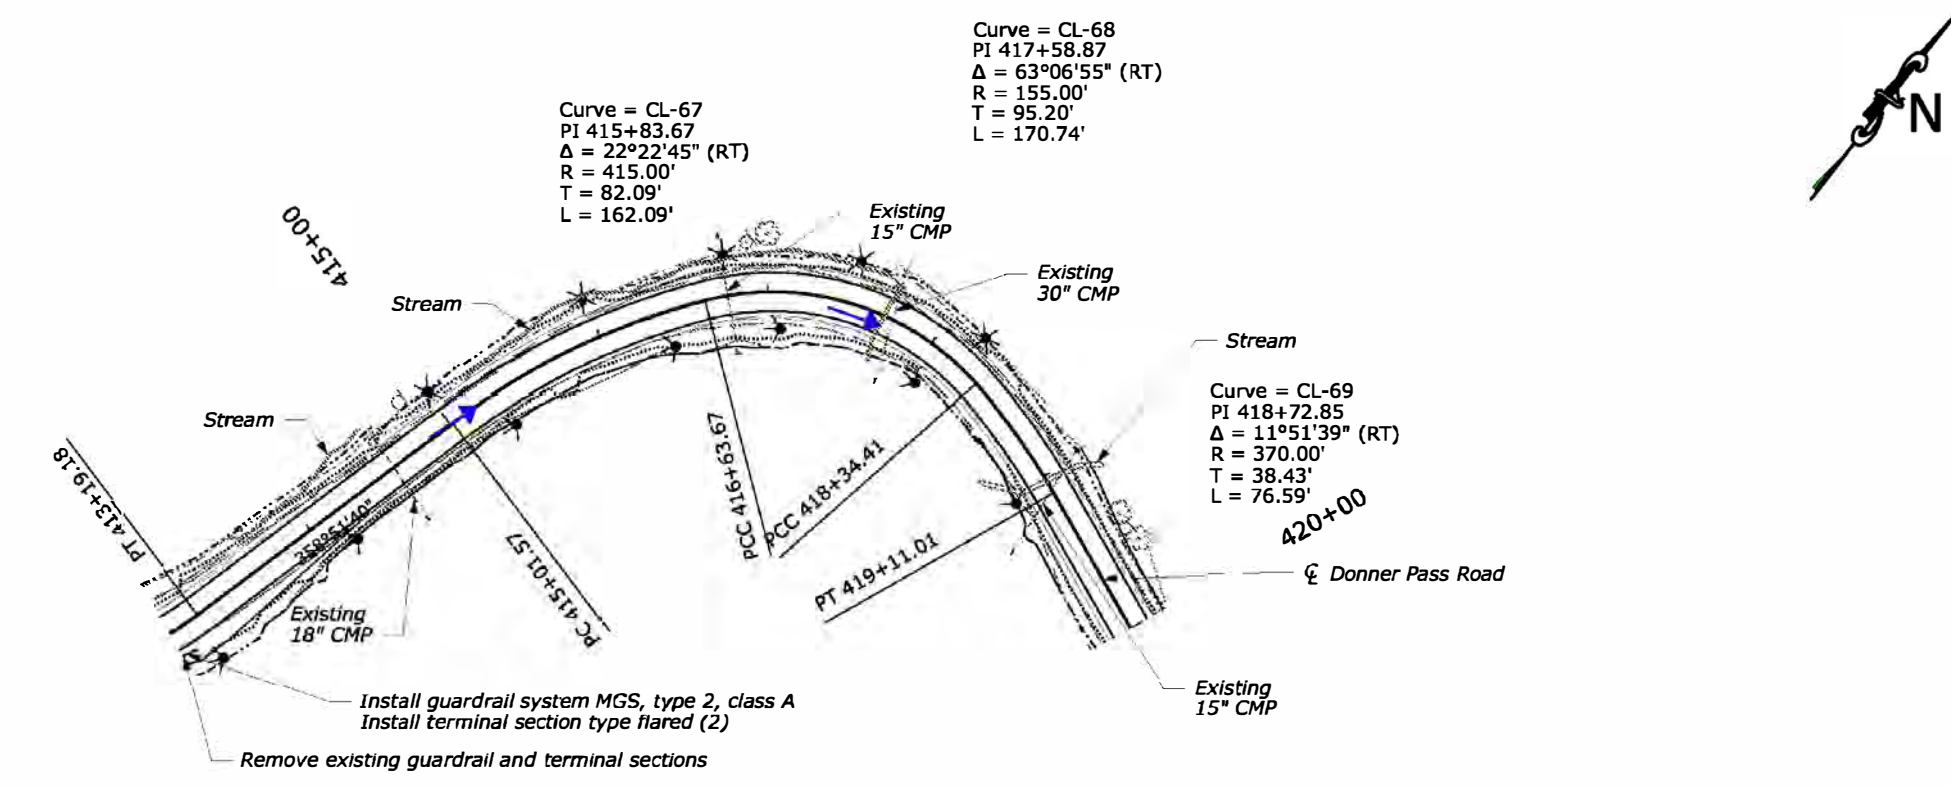 Curve = CL-68
PI 417+58.87
Δ = 63°06'55" (RT)
R = 155.00'
T = 95.20'
L = 170.74'
N
Curve = CL-67
PI 415+83.67
Δ = 22°22'45" (RT)
R = 415.00'
T = 82.09'
L = 162.09'
415+00
Existing
15" CMP
Existing
30" CMP
Stream
Stream
Stream
Curve = CL-69
PI 418+72.85
Δ = 11°51'39" (RT)
R = 370.00'
T = 38.43'
L = 76.59'
420+00
PT 413+19.18
358°51'40"
PC 415+01.57
PCC 416+63.67
PCC 418+34.41
PT 419+11.01
℄ Donner Pass Road
Existing
18" CMP
Existing
15" CMP
Install guardrail system MGS, type 2, class A
Install terminal section type flared (2)
Remove existing guardrail and terminal sections